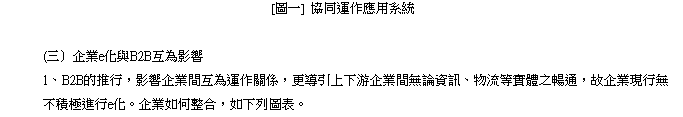 [圖一] 協同運作應用系統
(三) 企業e化與B2B互為影響
1、B2B的推行，影響企業間互為運作關係，更導引上下游企業間無論資訊、物流等實體之暢通，故企業現行無
不積極進行e化。企業如何整合，如下列圖表。